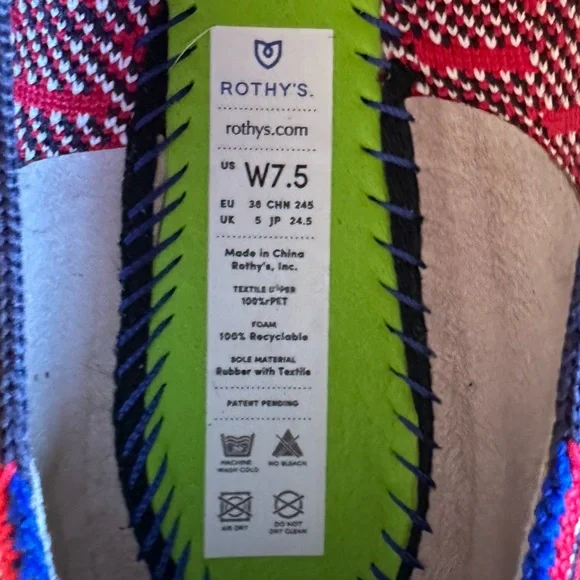 ROTHY'S.
rothys.com
US W7.5
EU 38 CHN 245
UK 5 JP 24.5
Made in China
Rothy's, Inc.
TEXTILE UPPER
100%rPET
FOAM
100% Recyclable
SOLE MATERIAL
Rubber with Textile
PATENT PENDING
MACHINE NO BLEACH
WASH COLD
AIR DRY DO NOT
DRY CLEAN